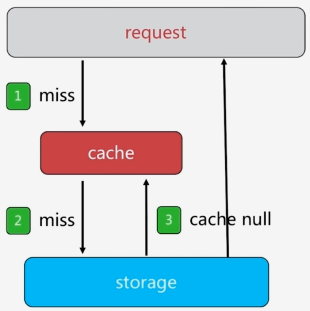 request
1 miss
cache
2 miss
3 cache null
storage